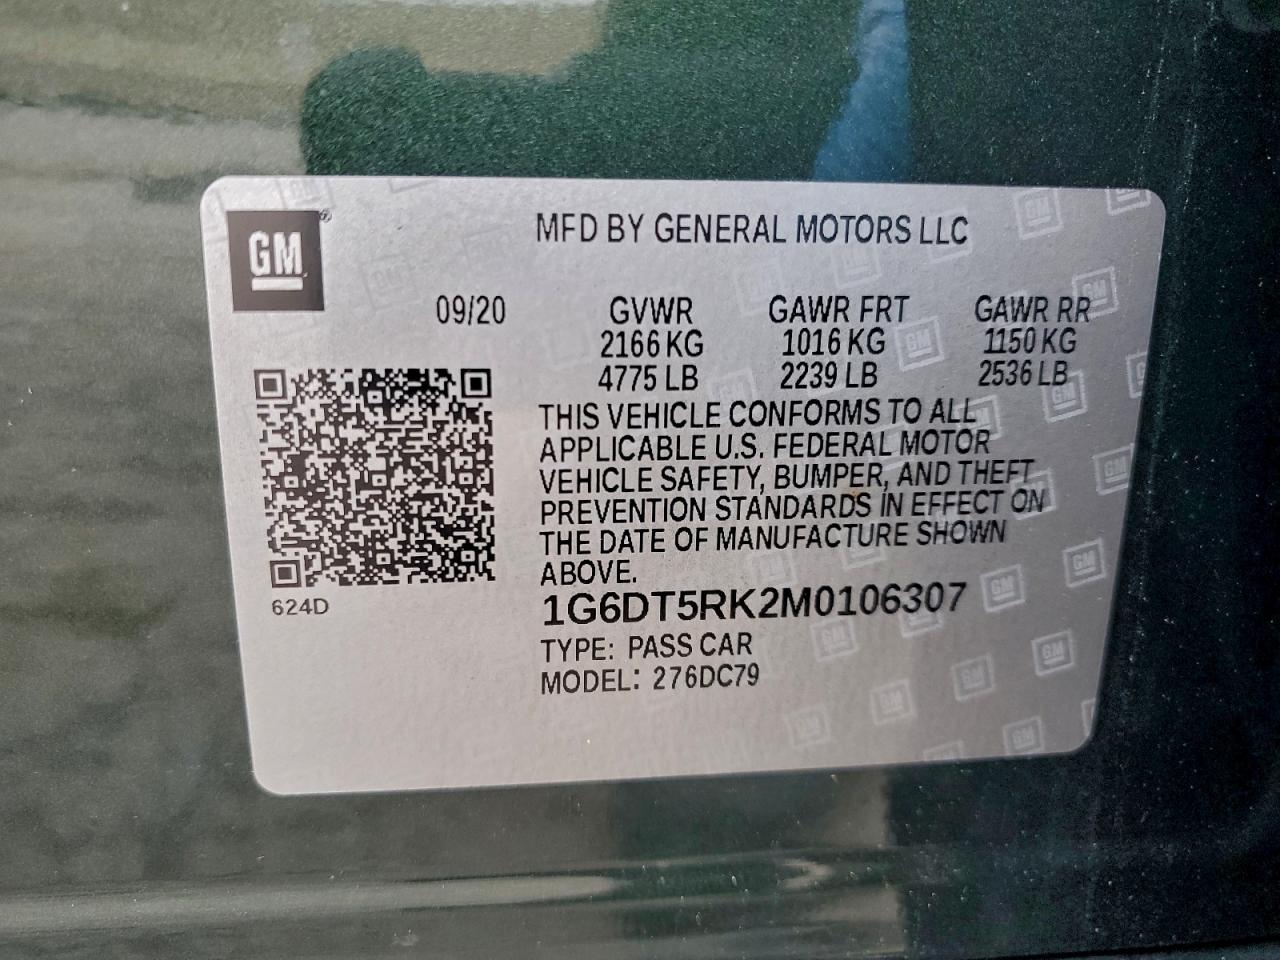 GM
MFD BY GENERAL MOTORS LLC
09/20 GVWR GAWR FRT GAWR RR
2166 KG 1016 KG 1150 KG
4775 LB 2239 LB 2536 LB
THIS VEHICLE CONFORMS TO ALL
APPLICABLE U.S. FEDERAL MOTOR
VEHICLE SAFETY, BUMPER, AND THEFT
PREVENTION STANDARDS IN EFFECT ON
THE DATE OF MANUFACTURE SHOWN
ABOVE.
624D
1G6DT5RK2M0106307
TYPE: PASS CAR
MODEL: 276DC79